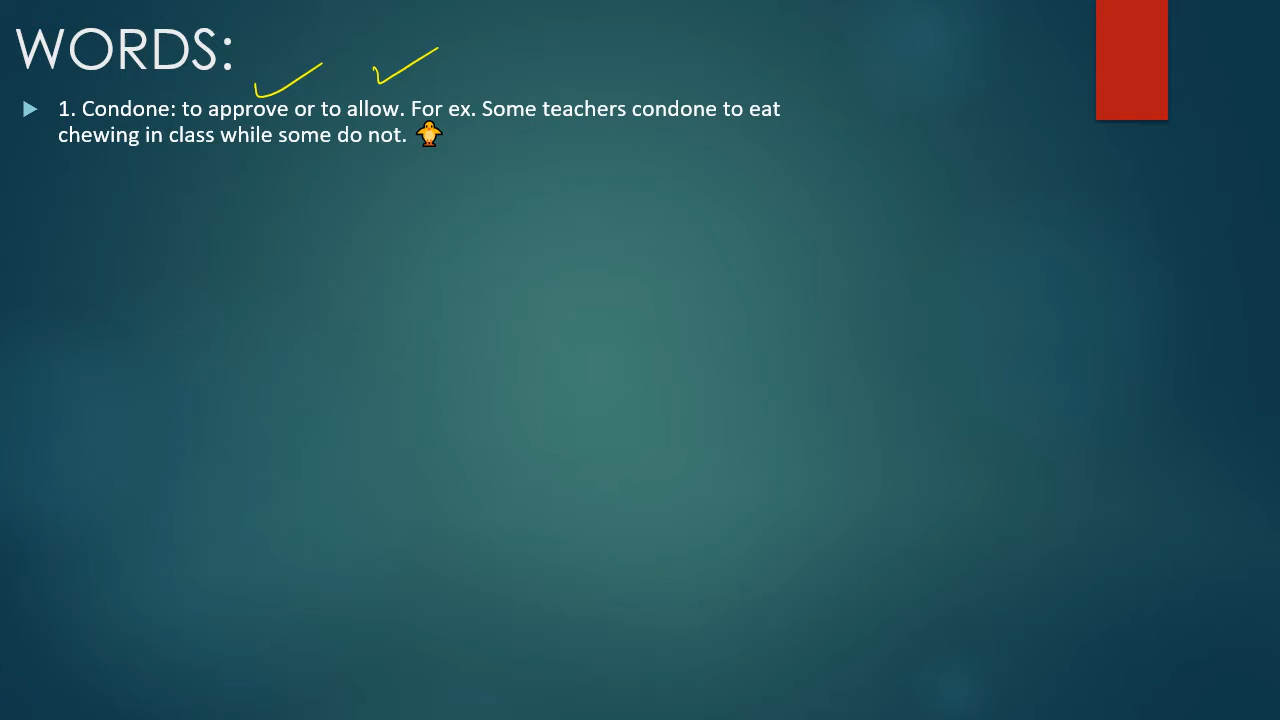 WORDS:
1. Condone: to approve or to allow. For ex. Some teachers condone to eat
chewing in class while some do not.